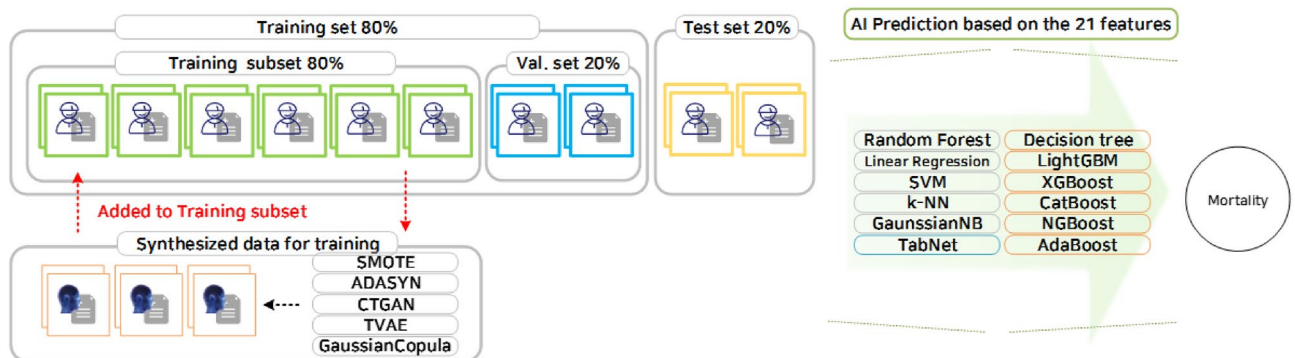 Training set 80%
Test set 20%
AI Prediction based on the 21 features
Training subset 80%
Val. set 20%
Random Forest
Decision tree
Linear Regression
LightGBM
SVM
XGBoost
k-NN
CatBoost
GaunssianNB
NGBoost
TabNet
AdaBoost
Mortality
Added to Training subset
Synthesized data for training
SMOTE
ADASYN
CTGAN
TVAE
GaussianCopula